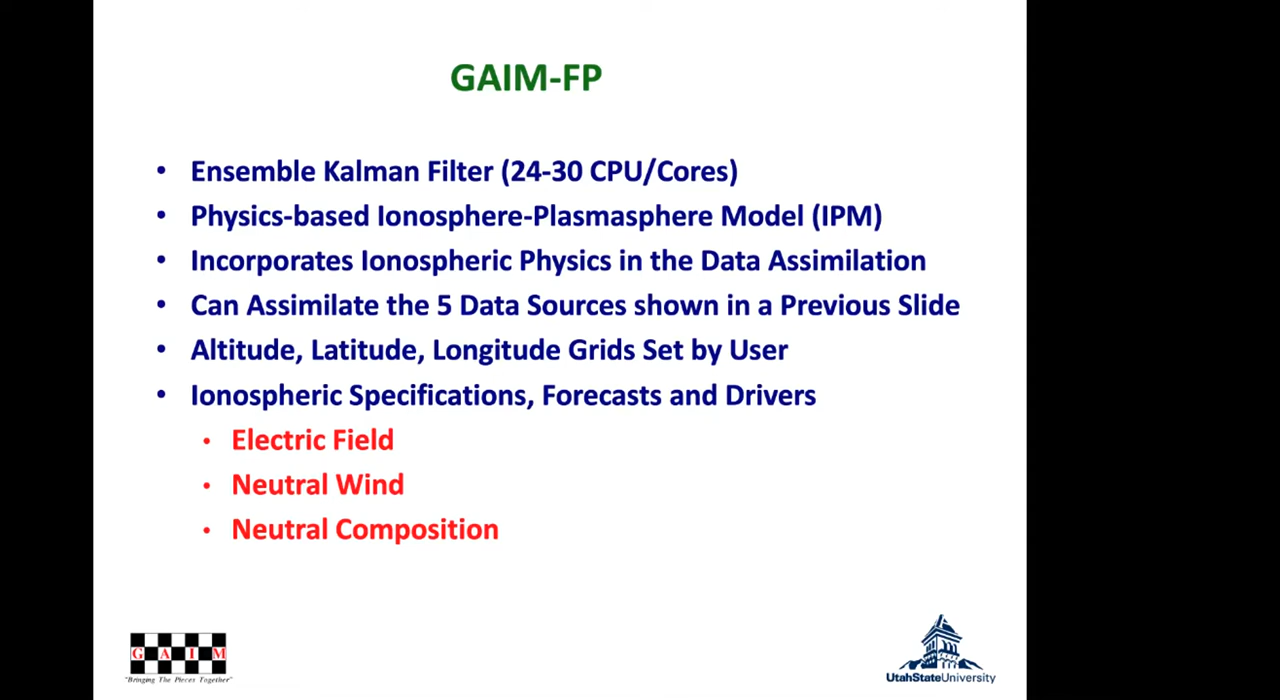 GAIM-FP
• Ensemble Kalman Filter (24-30 CPU/Cores)
• Physics-based Ionosphere-Plasmasphere Model (IPM)
• Incorporates Ionospheric Physics in the Data Assimilation
• Can Assimilate the 5 Data Sources shown in a Previous Slide
• Altitude, Latitude, Longitude Grids Set by User
• Ionospheric Specifications, Forecasts and Drivers
• Electric Field
• Neutral Wind
• Neutral Composition
G A I M
"Bringing The Pieces Together"
UtahStateUniversity